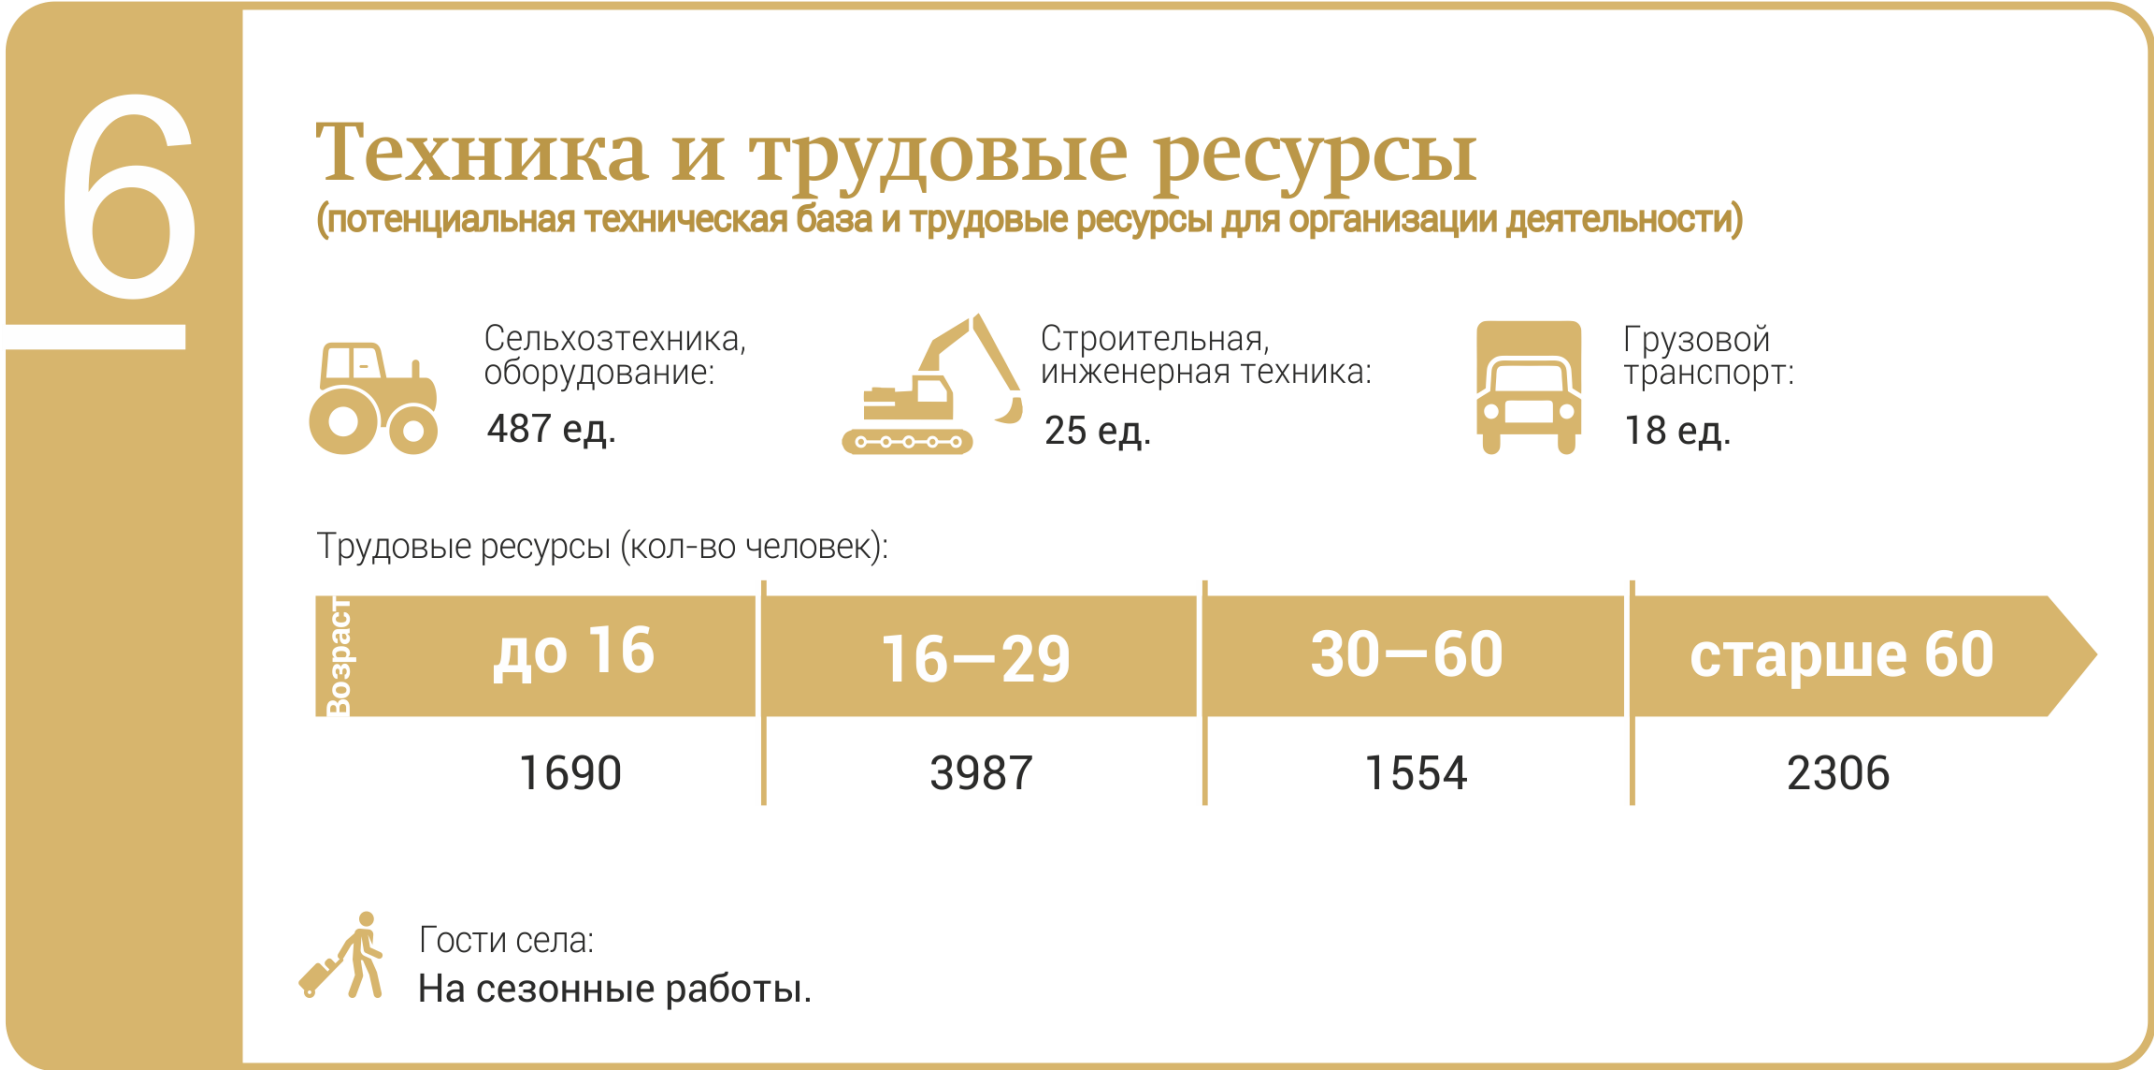 6
Техника и трудовые ресурсы
(потенциальная техническая база и трудовые ресурсы для организации деятельности)
Сельхозтехника,
оборудование:
487 ед.
Строительная,
инженерная техника:
25 ед.
Грузовой
транспорт:
18 ед.
Трудовые ресурсы (кол-во человек):
Возраст
до 16
16—29
30—60
старше 60
1690
3987
1554
2306
Гости села:
На сезонные работы.